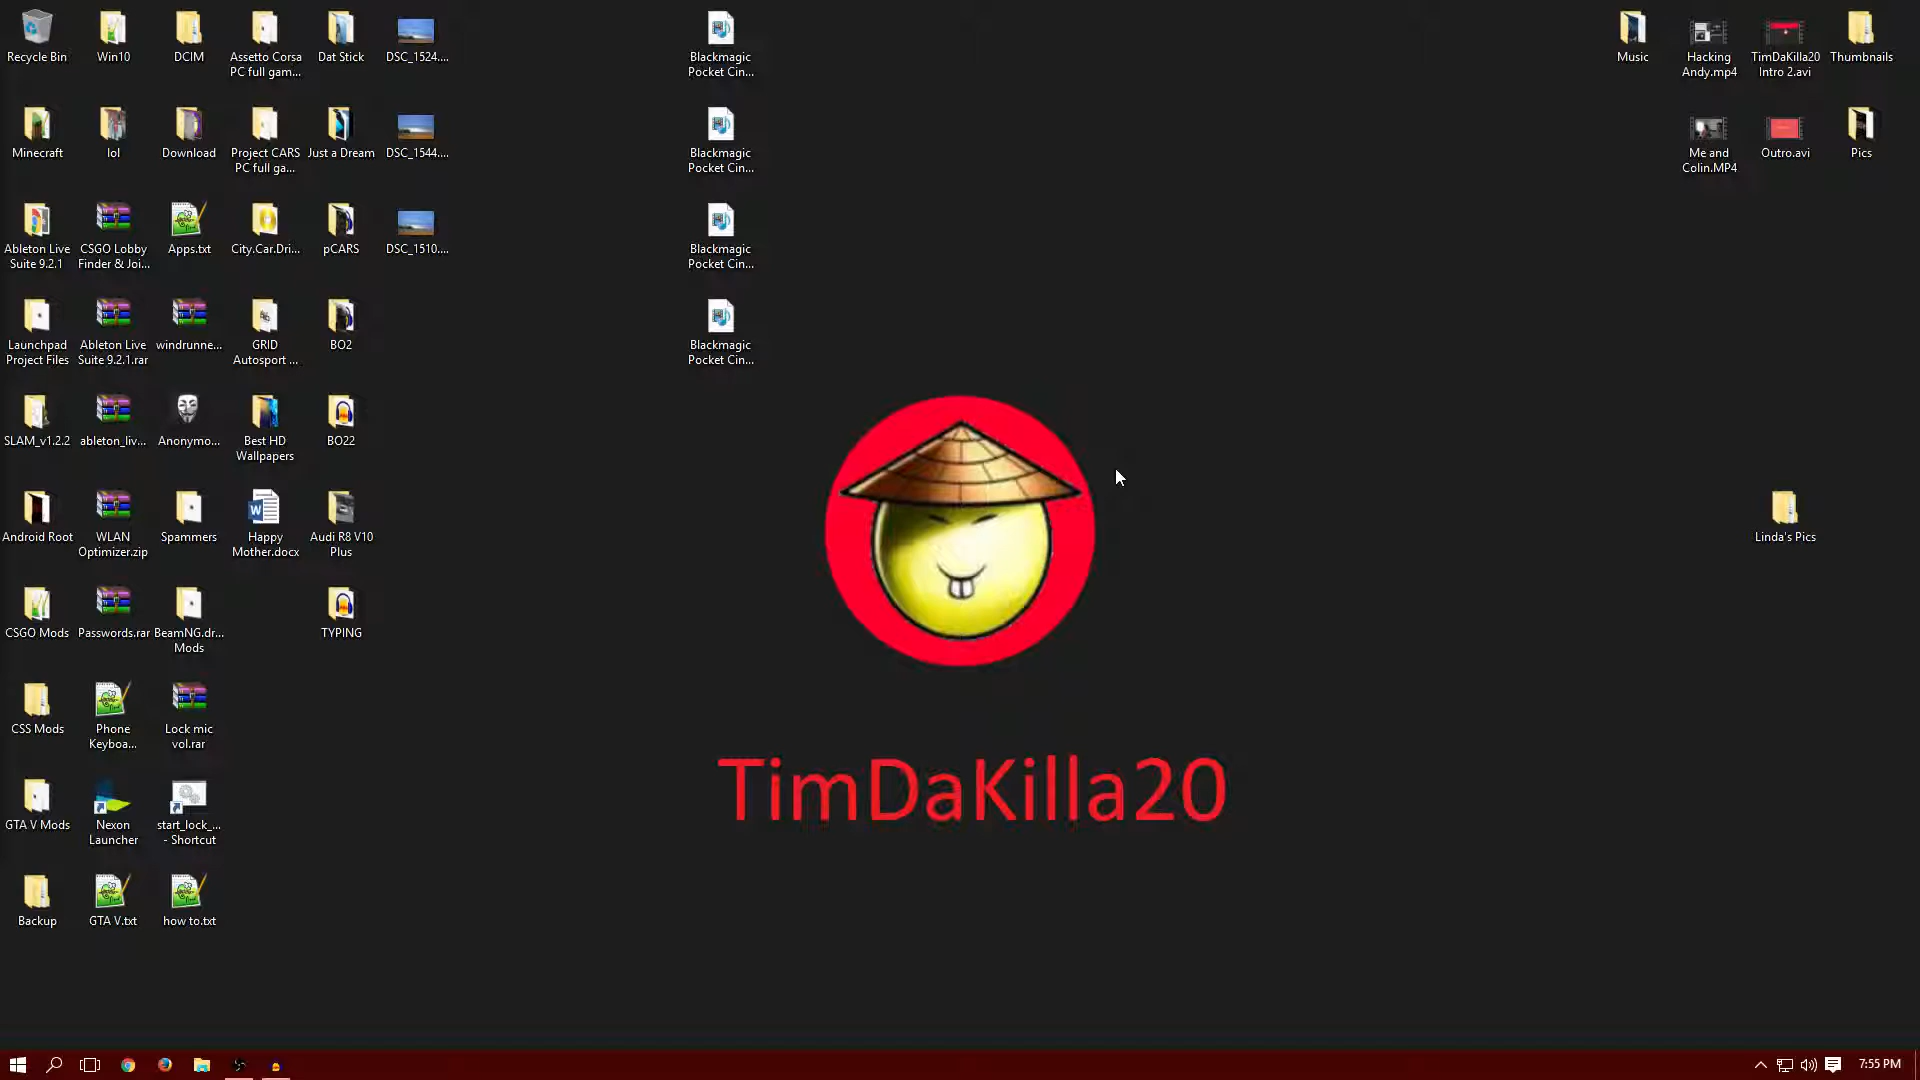 Recycle Bin
Win10
DCIM
Assetto Corsa
PC full gam...
Dat Stick
DSC_1524....
Blackmagic
Pocket Cin...
Music
Hacking
Andy.mp4
TimDaKilla20
Intro 2.avi
Thumbnails
Minecraft
lol
Download
Project CARS
PC full ga...
Just a Dream
DSC_1544....
Blackmagic
Pocket Cin...
Me and
Colin.MP4
Outro.avi
Pics
Ableton Live
Suite 9.2.1
CSGO Lobby
Finder & Joi...
Apps.txt
City.Car.Dri...
pCARS
DSC_1510....
Blackmagic
Pocket Cin...
Launchpad
Project Files
Ableton Live
Suite 9.2.1.rar
windrunne...
GRID
Autosport ...
BO2
Blackmagic
Pocket Cin...
SLAM_v1.2.2
ableton_liv...
Anonymo...
Best HD
Wallpapers
BO22
Android Root
WLAN
Optimizer.zip
Spammers
Happy
Mother.docx
Audi R8 V10
Plus
Linda's Pics
CSGO Mods
Passwords.rar
BeamNG.dr...
Mods
TYPING
CSS Mods
Phone
Keyboa...
Lock mic
vol.rar
GTA V Mods
Nexon
Launcher
start_lock_...
- Shortcut
TimDaKilla20
Backup
GTA V.txt
how to.txt
7:55 PM